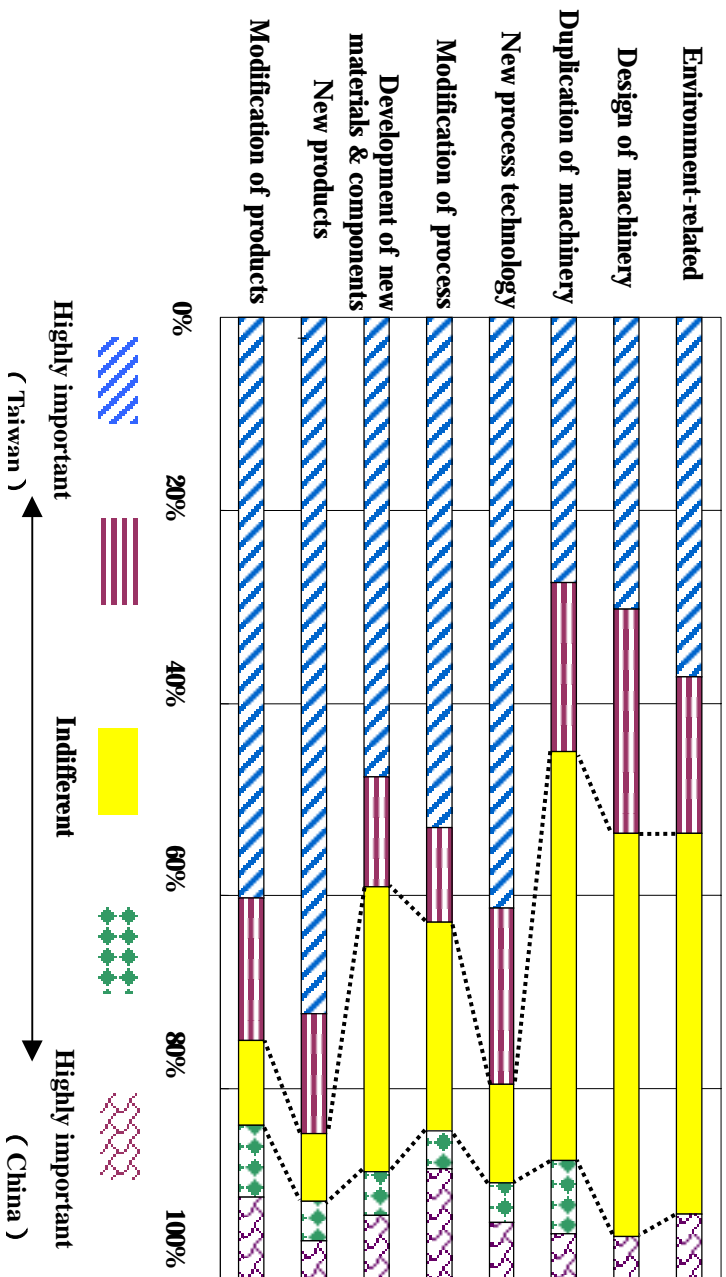 Environment-related
Design of machinery
Duplication of machinery
New process technology
Modification of process
Development of new
materials & components
New products
Modification of products
0%
20%
40%
60%
80%
100%
Highly important
( Taiwan )
Indifferent
Highly important
( China )